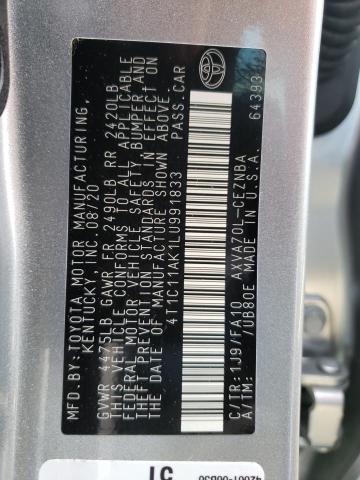 MFD.BY:TOYOTA MOTOR MANUFACTURING,
KENTUCKY, INC. 08/20
GVWR 4475LB GAWR FR 2490LB RR 2420LB
THIS VEHICLE CONFORMS TO ALL APPLICABLE
FEDERAL MOTOR VEHICLE SAFETY, BUMPER, AND
THEFT PREVENTION STANDARDS IN EFFECT ON
THE DATE OF MANUFACTURE SHOWN ABOVE.
4T1C11AK1LU991833 PASS.CAR
C/TR:1J9/FA10 AXVA70L-CEZNBA
A/TM: /UB80E MADE IN U.S.A. 64393